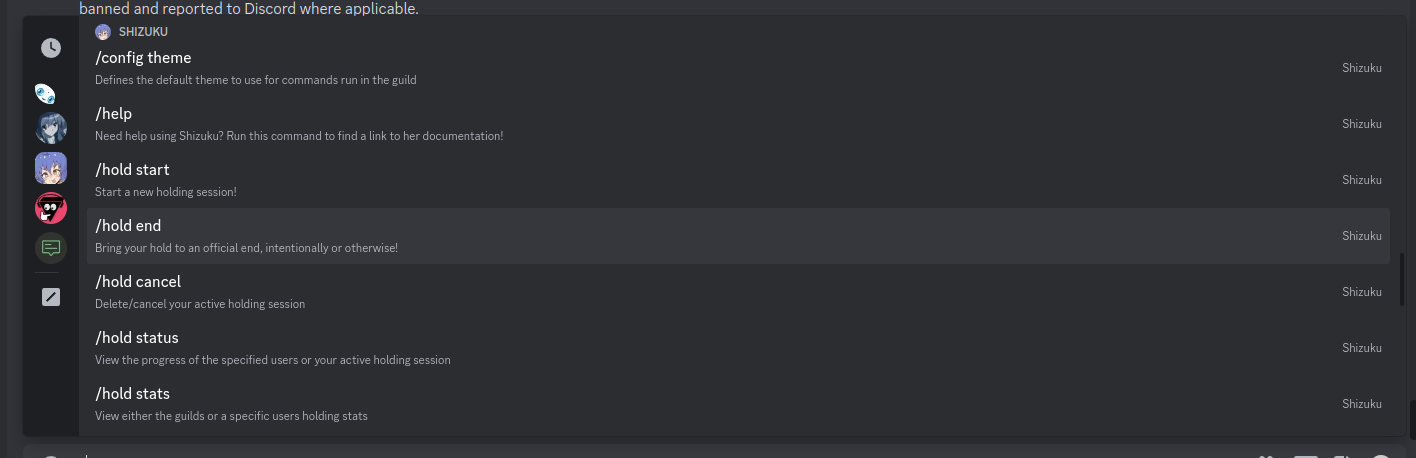 banned and reported to Discord where applicable.
SHIZUKU
/config theme
Defines the default theme to use for commands run in the guild
Shizuku
/help
Need help using Shizuku? Run this command to find a link to her documentation!
Shizuku
/hold start
Start a new holding session!
Shizuku
/hold end
Bring your hold to an official end, intentionally or otherwise!
Shizuku
/hold cancel
Delete/cancel your active holding session
Shizuku
/hold status
View the progress of the specified users or your active holding session
Shizuku
/hold stats
View either the guilds or a specific users holding stats
Shizuku